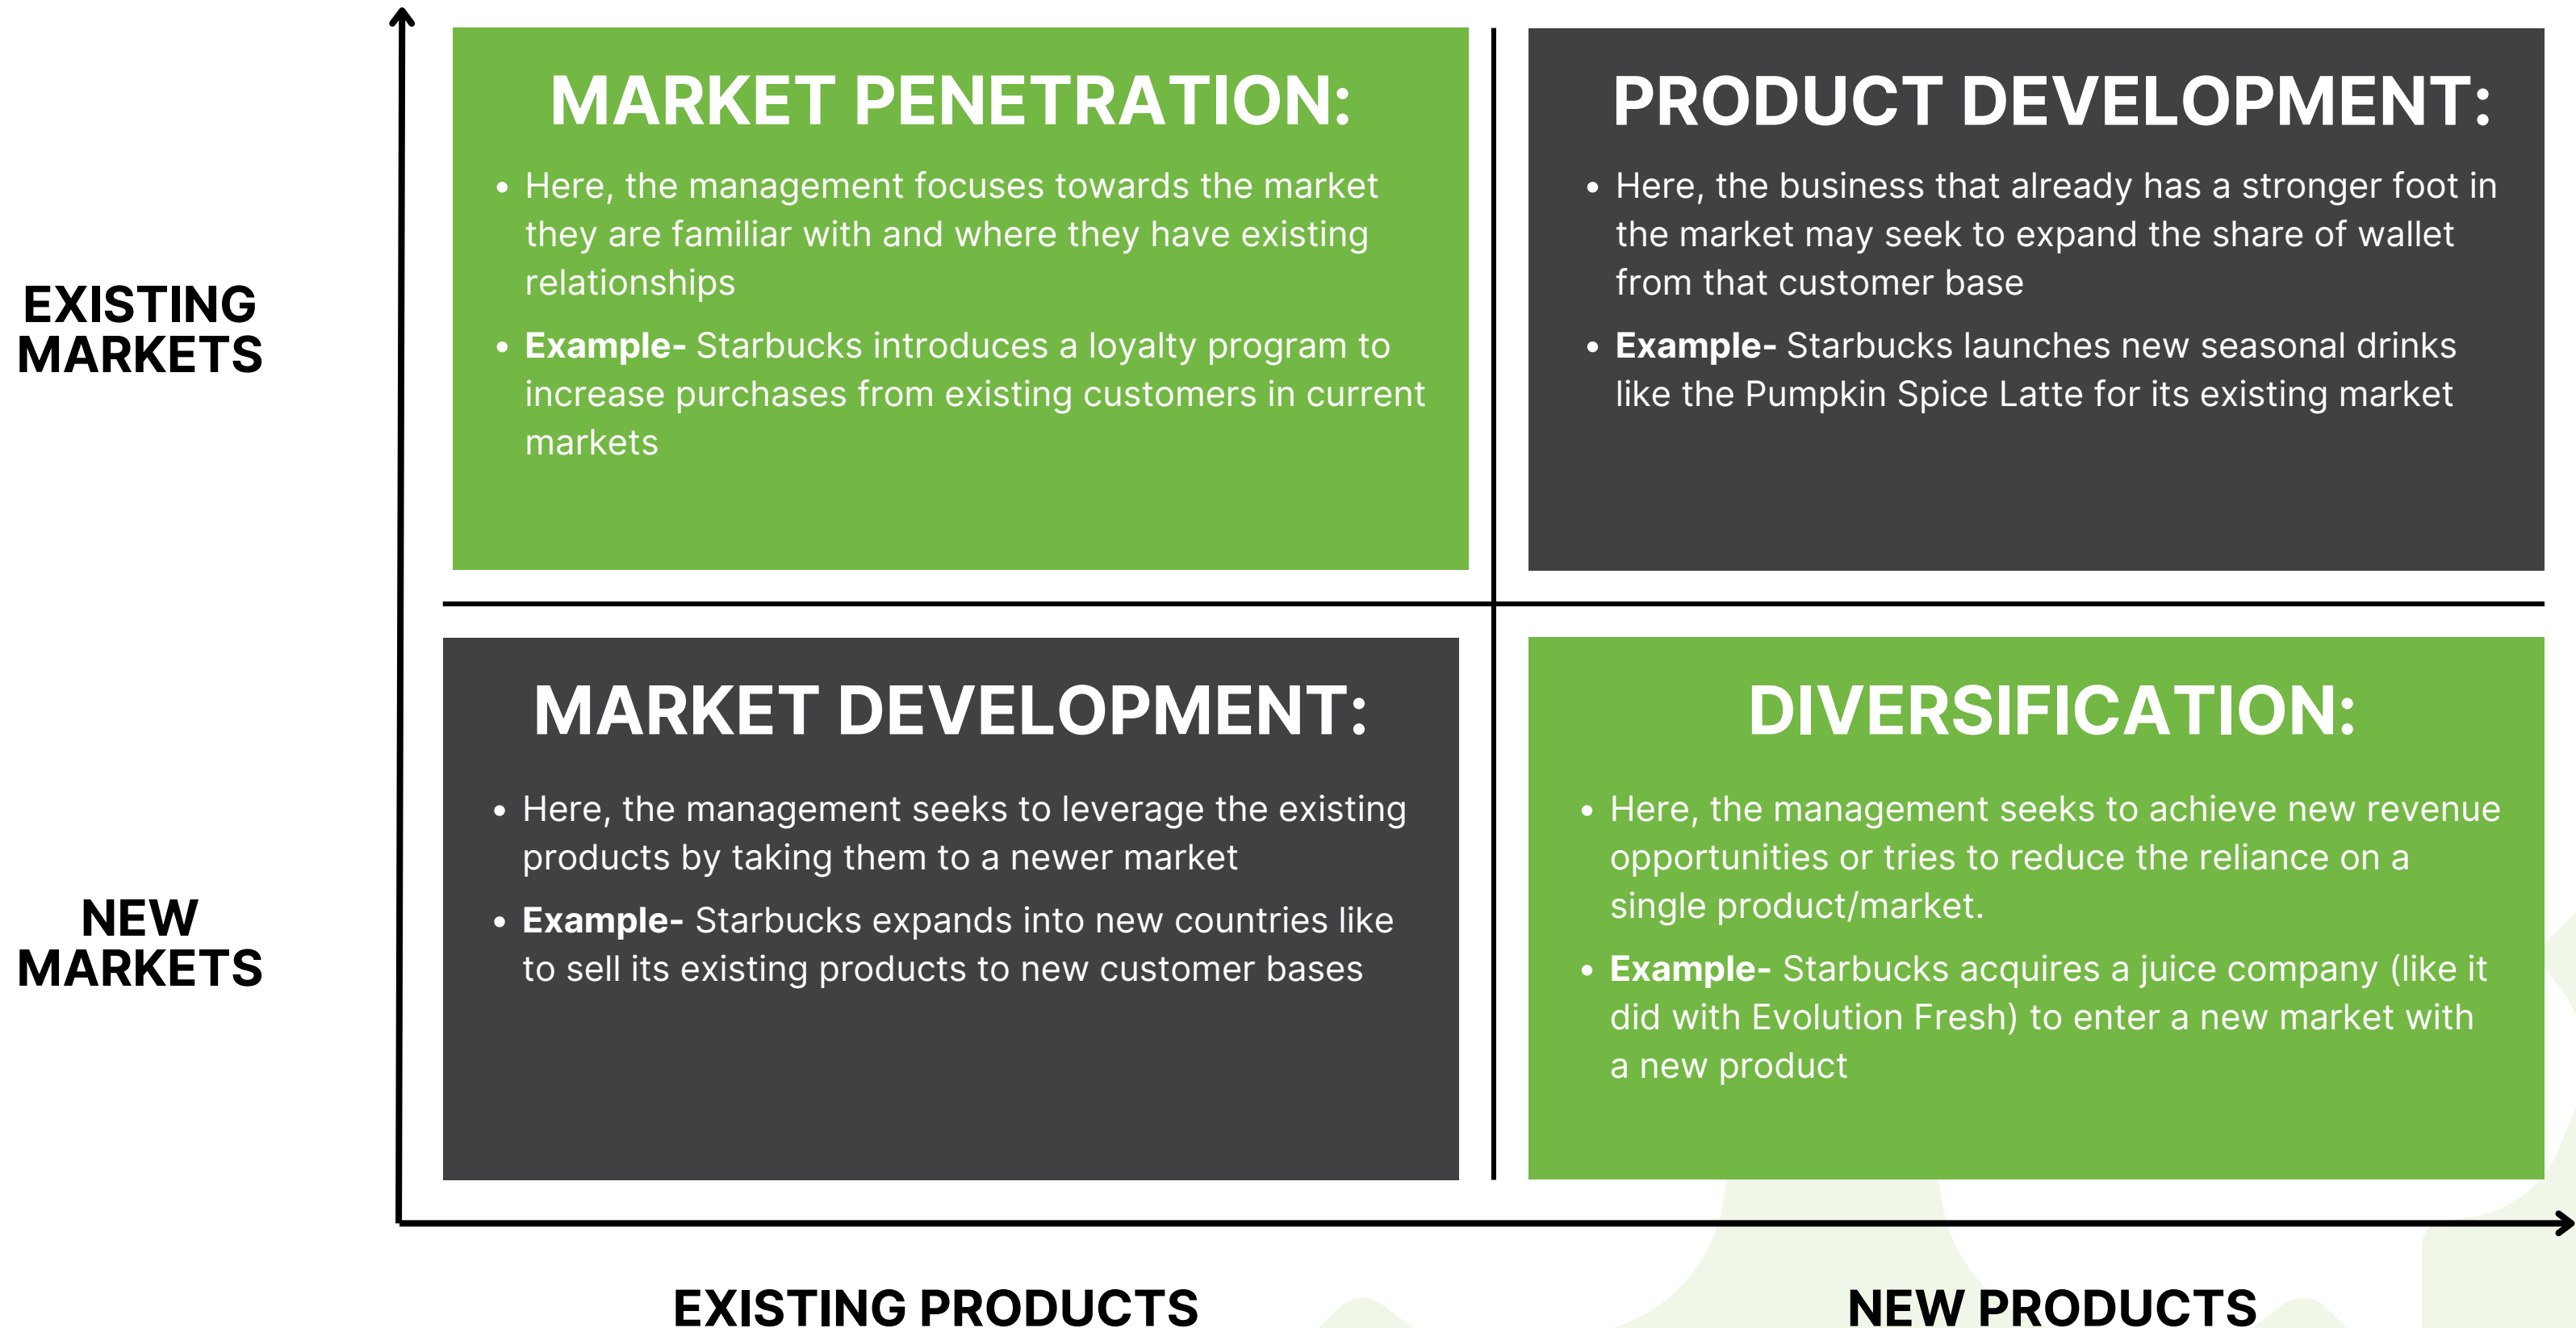 MARKET PENETRATION:
• Here, the management focuses towards the market
they are familiar with and where they have existing
relationships
• Example- Starbucks introduces a loyalty program to
increase purchases from existing customers in current
markets
PRODUCT DEVELOPMENT:
• Here, the business that already has a stronger foot in
the market may seek to expand the share of wallet
from that customer base
• Example- Starbucks launches new seasonal drinks
like the Pumpkin Spice Latte for its existing market
EXISTING
MARKETS
MARKET DEVELOPMENT:
• Here, the management seeks to leverage the existing
products by taking them to a newer market
• Example- Starbucks expands into new countries like
to sell its existing products to new customer bases
DIVERSIFICATION:
• Here, the management seeks to achieve new revenue
opportunities or tries to reduce the reliance on a
single product/market.
• Example- Starbucks acquires a juice company (like it
did with Evolution Fresh) to enter a new market with
a new product
NEW
MARKETS
EXISTING PRODUCTS
NEW PRODUCTS